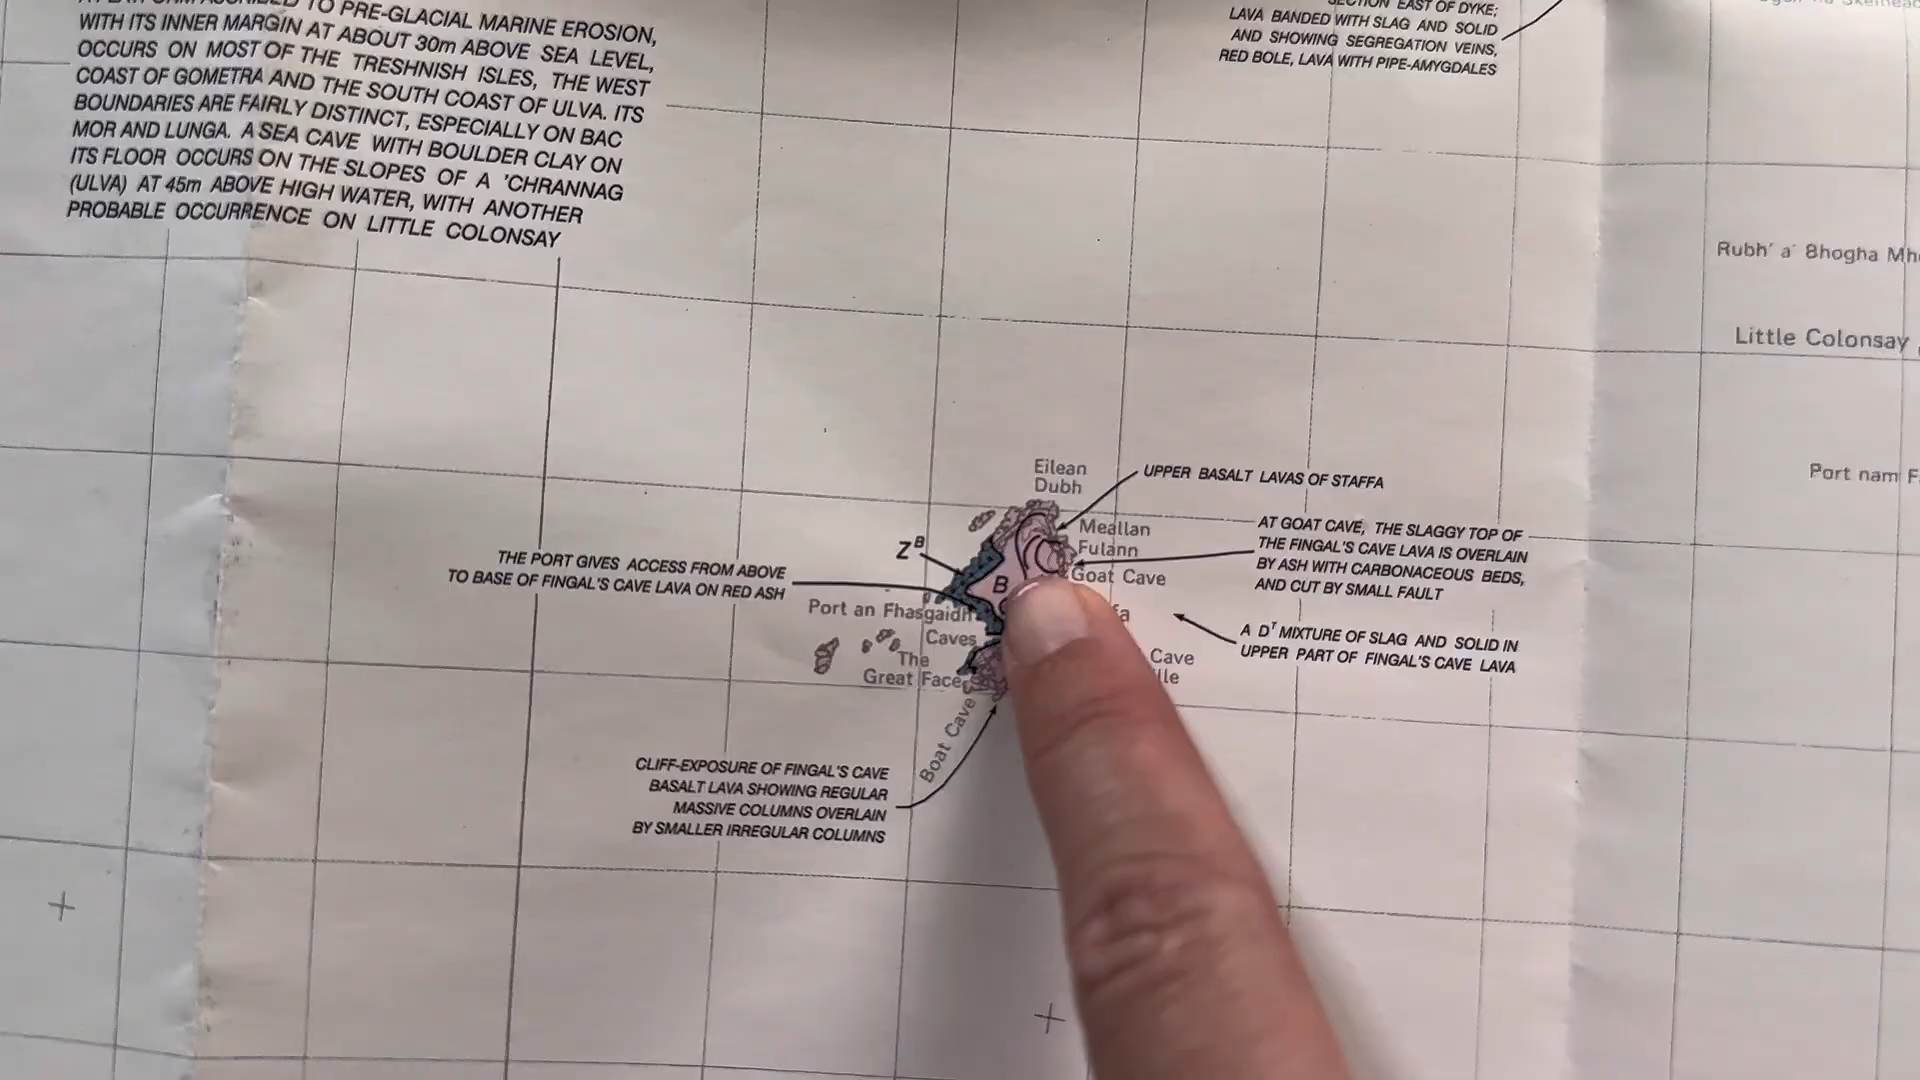 TO PRE-GLACIAL MARINE EROSION,
WITH ITS INNER MARGIN AT ABOUT 30m ABOVE SEA LEVEL,
OCCURS ON MOST OF THE TRESHNISH ISLES, THE WEST
COAST OF GOMETRA AND THE SOUTH COAST OF ULVA. ITS
BOUNDARIES ARE FAIRLY DISTINCT, ESPECIALLY ON BAC
MOR AND LUNGA. A SEA CAVE WITH BOULDER CLAY ON
ITS FLOOR OCCURS ON THE SLOPES OF A 'CHRANNAG
(ULVA) AT 45m ABOVE HIGH WATER, WITH ANOTHER
PROBABLE OCCURRENCE ON LITTLE COLONSAY
SECTION EAST OF DYKE;
LAVA BANDED WITH SLAG AND SOLID
AND SHOWING SEGREGATION VEINS,
RED BOLE, LAVA WITH PIPE-AMYGDALES
Rubh' a' Bhogha
Little Colonsay
Port nam
Eilean
Dubh
UPPER BASALT LAVAS OF STAFFA
Meallan
Fulann
Goat Cave
AT GOAT CAVE, THE SLAGGY TOP OF
THE FINGAL'S CAVE LAVA IS OVERLAIN
BY ASH WITH CARBONACEOUS BEDS,
AND CUT BY SMALL FAULT
Z^B
B
THE PORT GIVES ACCESS FROM ABOVE
TO BASE OF FINGAL'S CAVE LAVA ON RED ASH
Port an Fhasgaidh
Caves
The
Great Face
A D^T MIXTURE OF SLAG AND SOLID IN
UPPER PART OF FINGAL'S CAVE LAVA
Cave
Boat Cave
CLIFF-EXPOSURE OF FINGAL'S CAVE
BASALT LAVA SHOWING REGULAR
MASSIVE COLUMNS OVERLAIN
BY SMALLER IRREGULAR COLUMNS